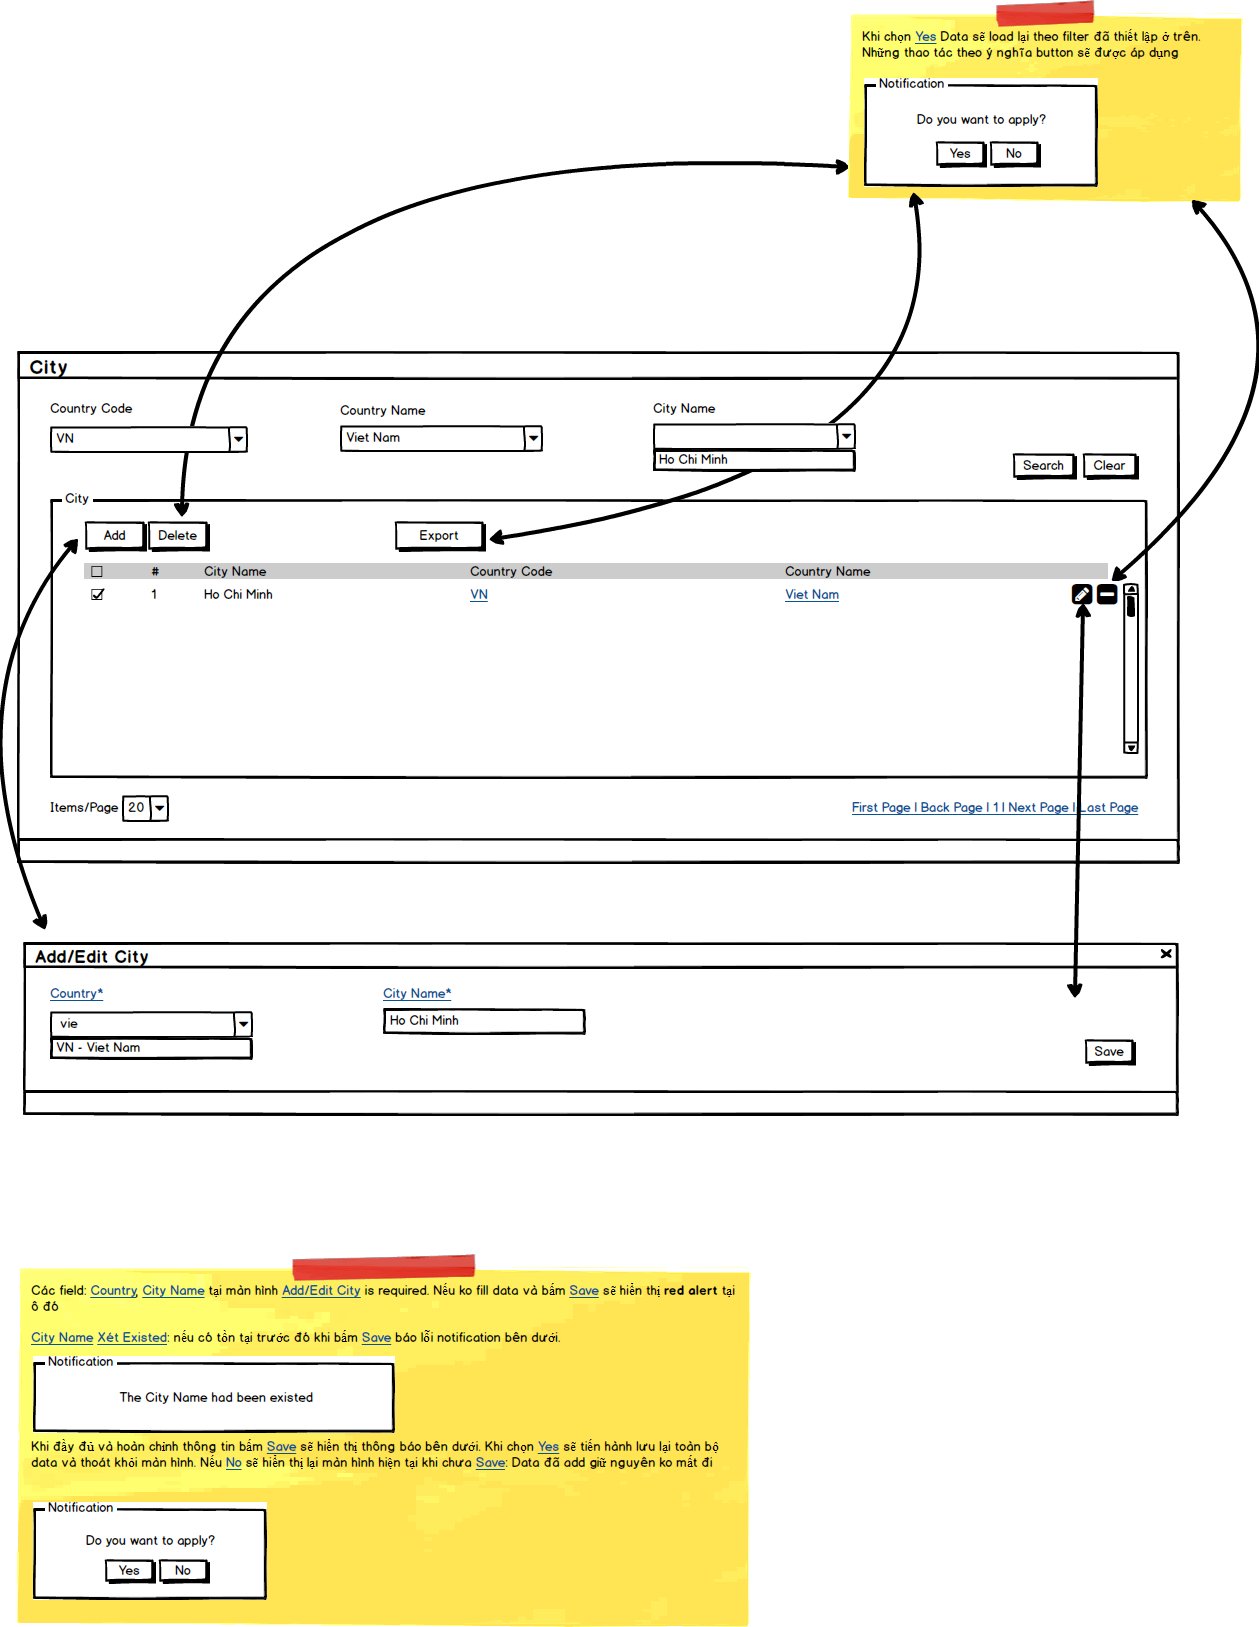 Khi chọn Yes Data sẽ load lại theo filter đã thiết lập ở trên.
Những thao tác theo ý nghĩa button sẽ được áp dụng
Notification
Do you want to apply?
Yes No
City
Country Code Country Name City Name
VN Viet Nam
Ho Chi Minh
Search Clear
City
Add Delete Export
# City Name Country Code Country Name
1 Ho Chi Minh VN Viet Nam
Items/Page 20 First Page | Back Page | 1 | Next Page | Last Page
Add/Edit City
Country* City Name*
vie Ho Chi Minh
VN - Viet Nam
Save
Các field: Country, City Name tại màn hình Add/Edit City is required. Nếu ko fill data và bấm Save sẽ hiển thị red alert tại
ô đó
City Name Xét Existed: nếu có tồn tại trước đó khi bấm Save báo lỗi notification bên dưới.
Notification
The City Name had been existed
Khi đầy đủ và hoàn chỉnh thông tin bấm Save sẽ hiển thị thông báo bên dưới. Khi chọn Yes sẽ tiến hành lưu lại toàn bộ
data và thoát khỏi màn hình. Nếu No sẽ hiển thị lại màn hình hiện tại khi chưa Save: Data đã add giữ nguyên ko mất đi
Notification
Do you want to apply?
Yes No